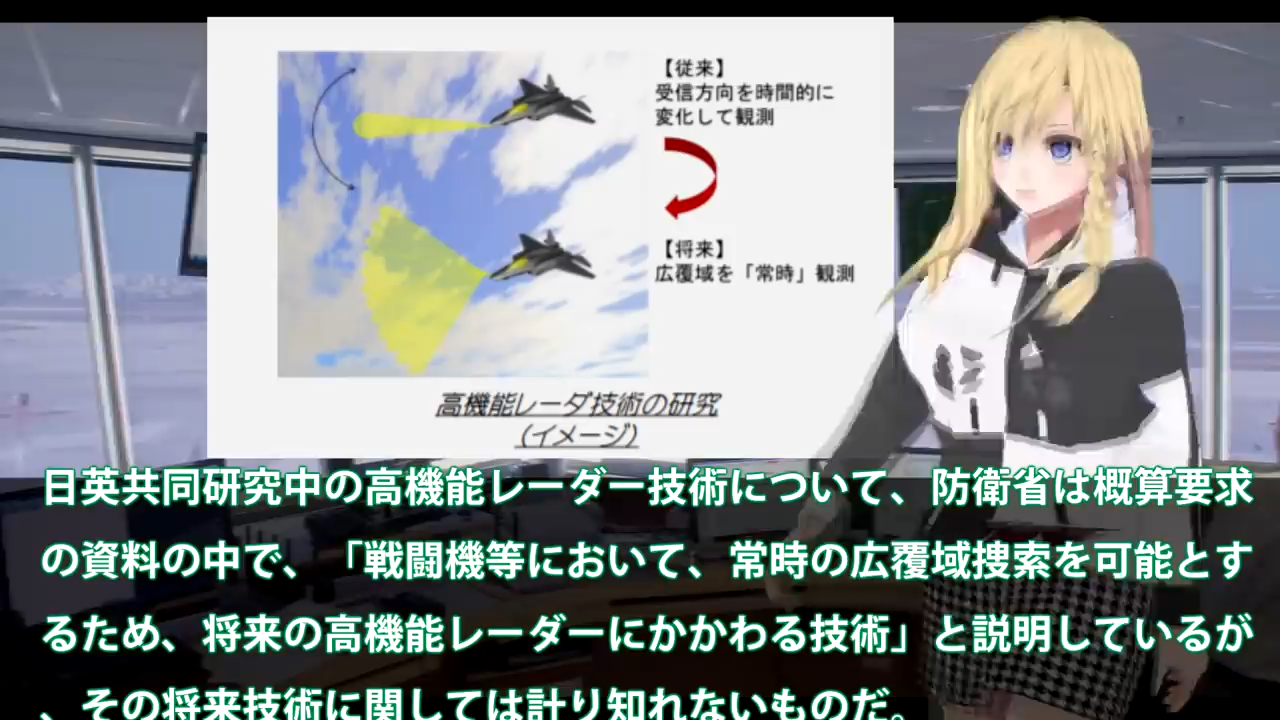 【従来】
受信方向を時間的に
変化して観測
【将来】
広覆域を「常時」観測
高機能レーダ技術の研究
(イメージ)
日英共同研究中の高機能レーダー技術について、防衛省は概算要求
の資料の中で、「戦闘機等において、常時の広覆域捜索を可能とす
るため、将来の高機能レーダーにかかわる技術」と説明しているが
、その将来技術に関しては計り知れないものだ。